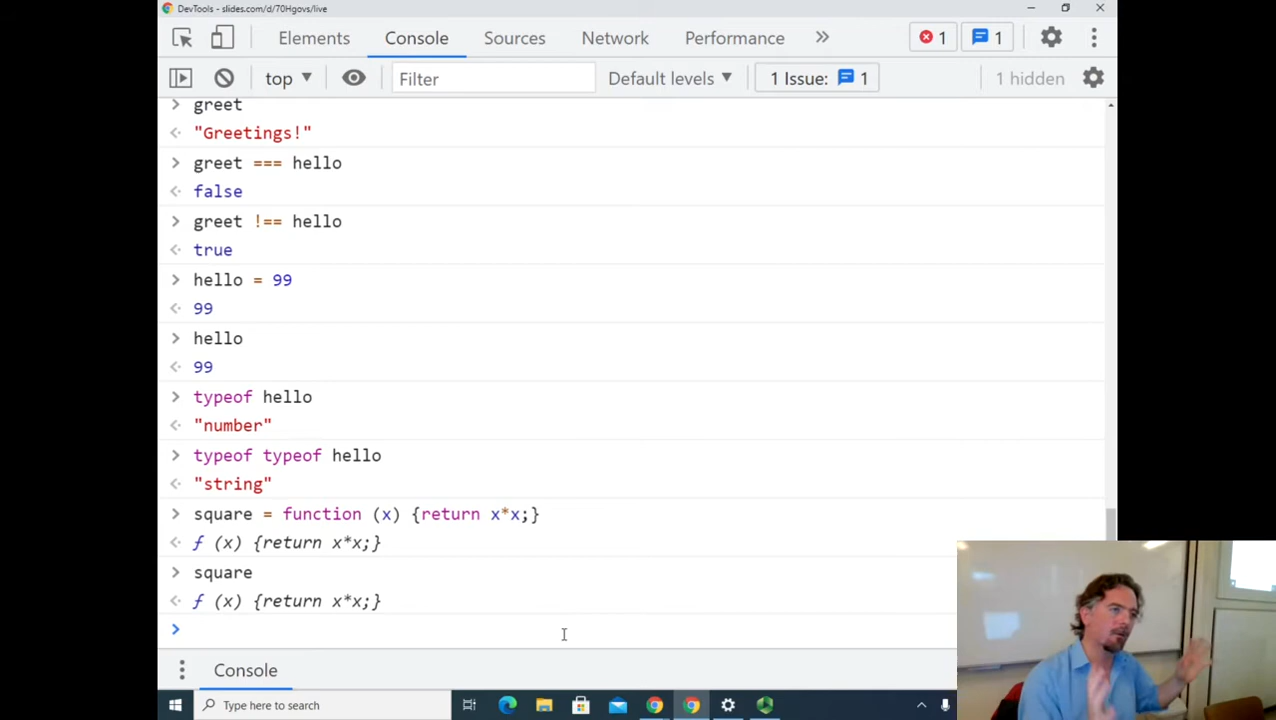 DevTools - slides.com/d/70Hgovs/live
Elements Console Sources Network Performance » 1 1
top ▼ Filter Default levels ▼ 1 Issue: 1 1 hidden
> greet
"Greetings!"
> greet === hello
false
> greet !== hello
true
> hello = 99
99
> hello
99
> typeof hello
"number"
> typeof typeof hello
"string"
> square = function (x) {return x*x;}
ƒ (x) {return x*x;}
> square
ƒ (x) {return x*x;}
>
Console
Type here to search